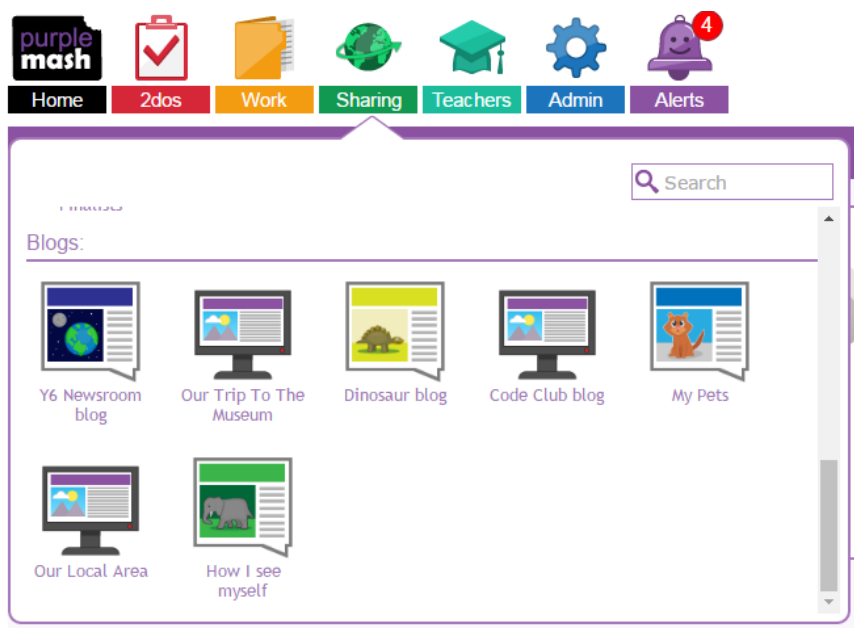 purple
mash
4
Home 2dos Work Sharing Teachers Admin Alerts
Search
Blogs:
Y6 Newsroom
blog
Our Trip To The
Museum
Dinosaur blog
Code Club blog
My Pets
Our Local Area
How I see
myself